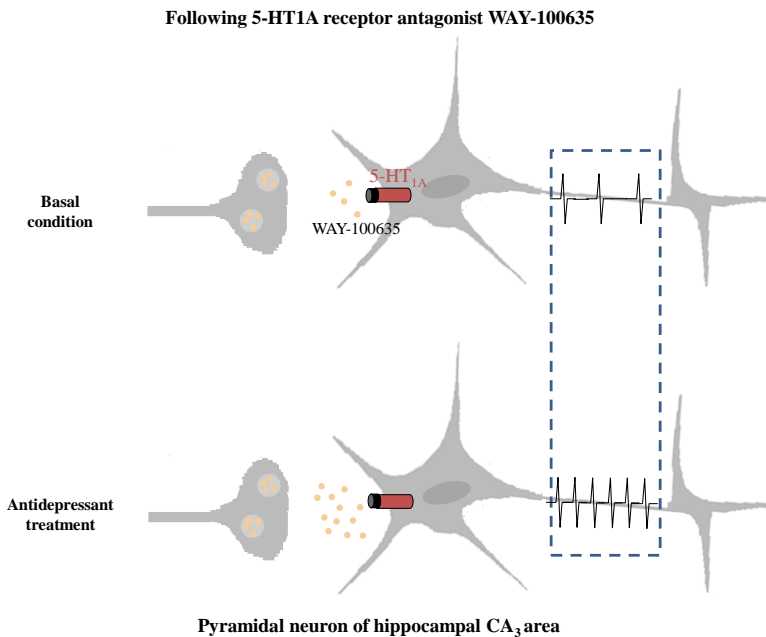 Following 5-HT1A receptor antagonist WAY-100635
5-HT1A
Basal
condition
WAY-100635
Antidepressant
treatment
Pyramidal neuron of hippocampal CA3 area